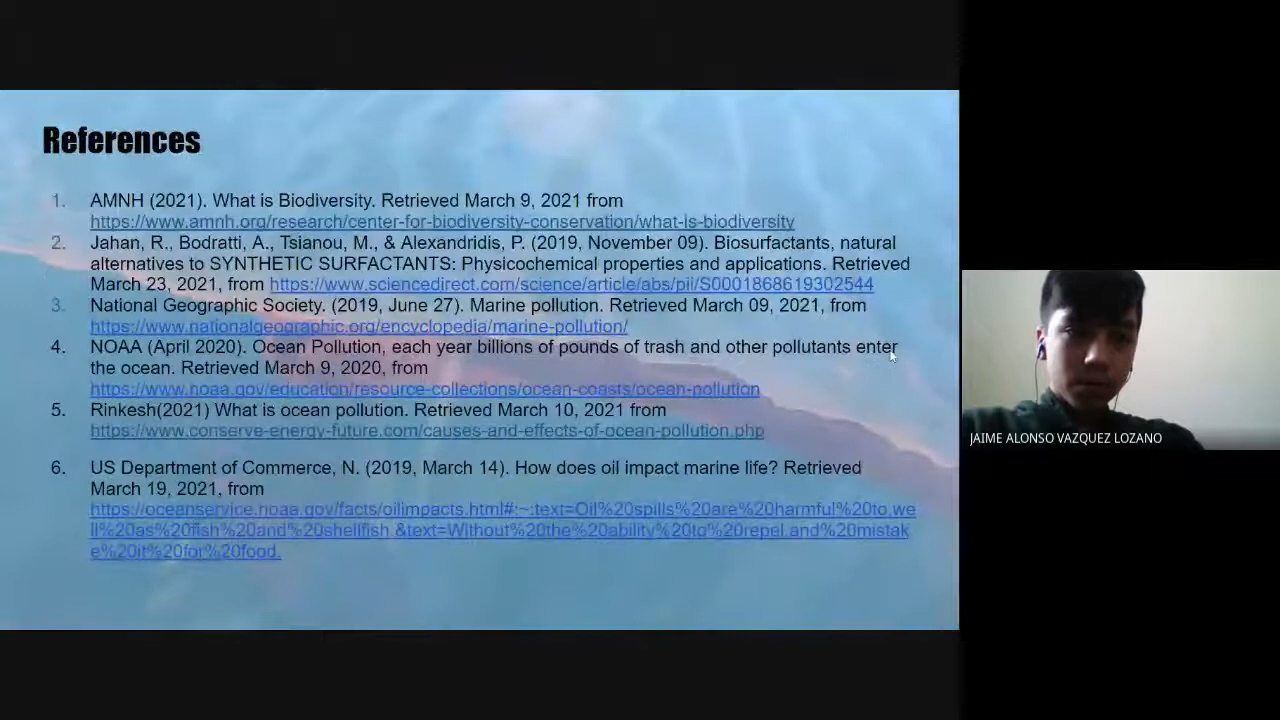 References
1. AMNH (2021). What is Biodiversity. Retrieved March 9, 2021 from
https://www.amnh.org/research/center-for-biodiversity-conservation/what-is-biodiversity
2. Jahan, R., Bodratti, A., Tsianou, M., & Alexandridis, P. (2019, November 09). Biosurfactants, natural
alternatives to SYNTHETIC SURFACTANTS: Physicochemical properties and applications. Retrieved
March 23, 2021, from https://www.sciencedirect.com/science/article/abs/pii/S0001868619302544
3. National Geographic Society. (2019, June 27). Marine pollution. Retrieved March 09, 2021, from
https://www.nationalgeographic.org/encyclopedia/marine-pollution/
4. NOAA (April 2020). Ocean Pollution, each year billions of pounds of trash and other pollutants enter
the ocean. Retrieved March 9, 2020, from
https://www.noaa.gov/education/resource-collections/ocean-coasts/ocean-pollution
5. Rinkesh(2021) What is ocean pollution. Retrieved March 10, 2021 from
https://www.conserve-energy-future.com/causes-and-effects-of-ocean-pollution.php
6. US Department of Commerce, N. (2019, March 14). How does oil impact marine life? Retrieved
March 19, 2021, from
https://oceanservice.noaa.gov/facts/oilimpacts.html#:~:text=Oil%20spills%20are%20harmful%20to,we
ll%20as%20fish%20and%20shellfish.&text=Without%20the%20ability%20to%20repel,and%20mistak
e%20it%20for%20food.
JAIME ALONSO VAZQUEZ LOZANO